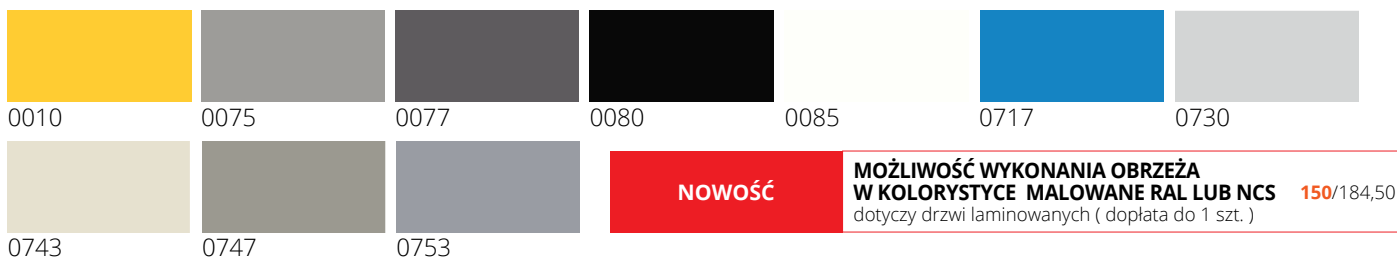 0010 0075 0077 0080 0085 0717 0730
0743 0747 0753
NOWOŚĆ
MOŻLIWOŚĆ WYKONANIA OBRZEŻA
W KOLORYSTYCE MALOWANE RAL LUB NCS 150/184,50
dotyczy drzwi laminowanych ( dopłata do 1 szt. )